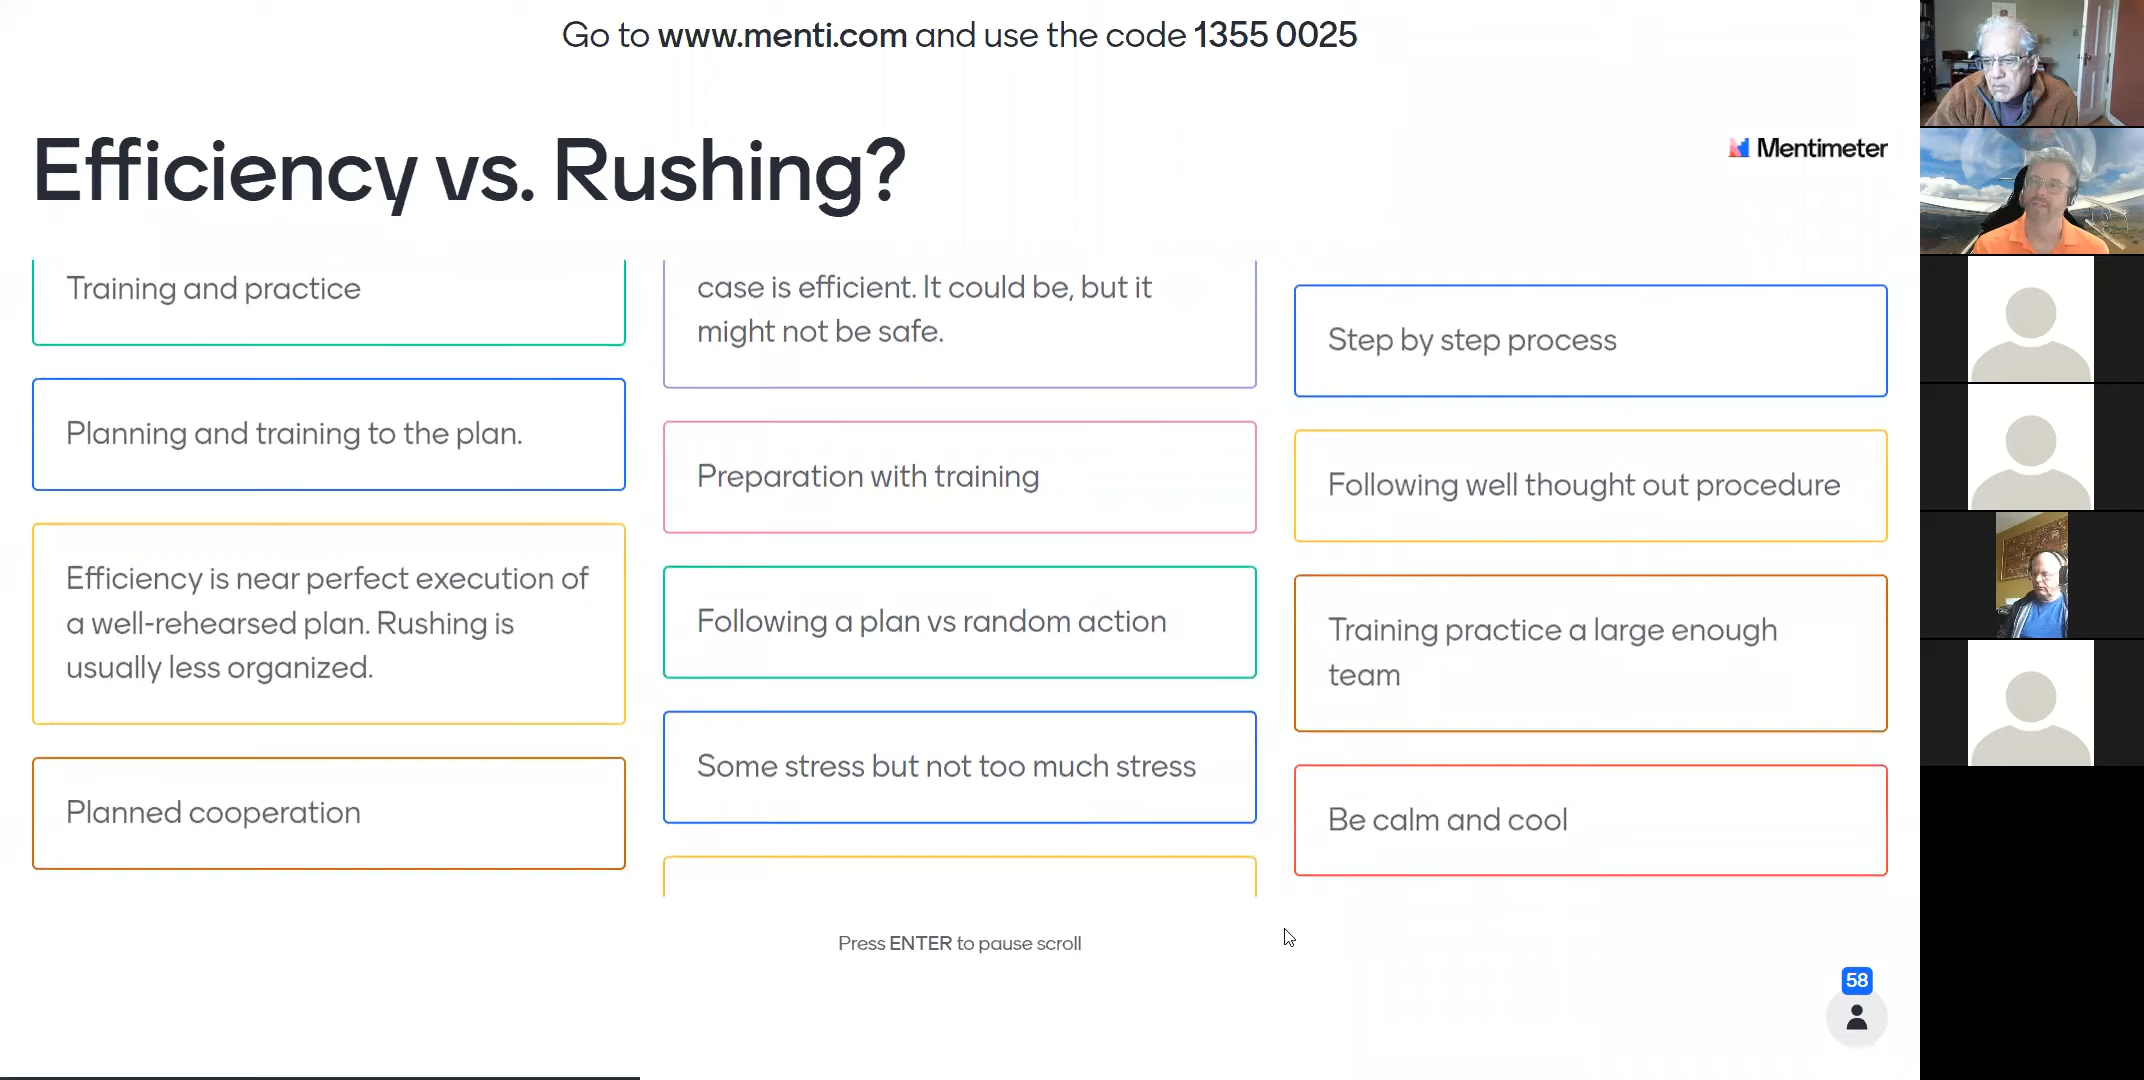 Go to www.menti.com and use the code 1355 0025
Efficiency vs. Rushing?
Mentimeter
Training and practice
Planning and training to the plan.
Efficiency is near perfect execution of
a well-rehearsed plan. Rushing is
usually less organized.
Planned cooperation
case is efficient. It could be, but it
might not be safe.
Preparation with training
Following a plan vs random action
Some stress but not too much stress
Step by step process
Following well thought out procedure
Training practice a large enough
team
Be calm and cool
Press ENTER to pause scroll
58